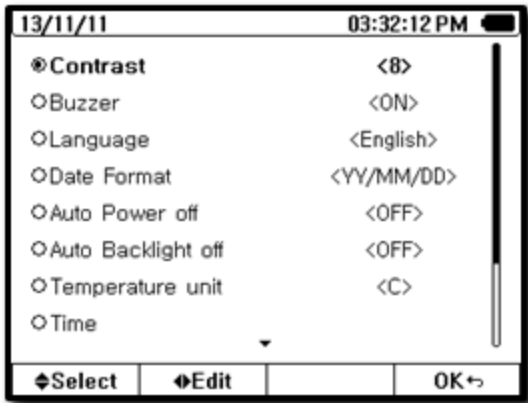 13/11/11 03:32:12 PM
Contrast <8>
Buzzer <ON>
Language <English>
Date Format <YY/MM/DD>
Auto Power off <OFF>
Auto Backlight off <OFF>
Temperature unit <C>
Time
Select Edit OK